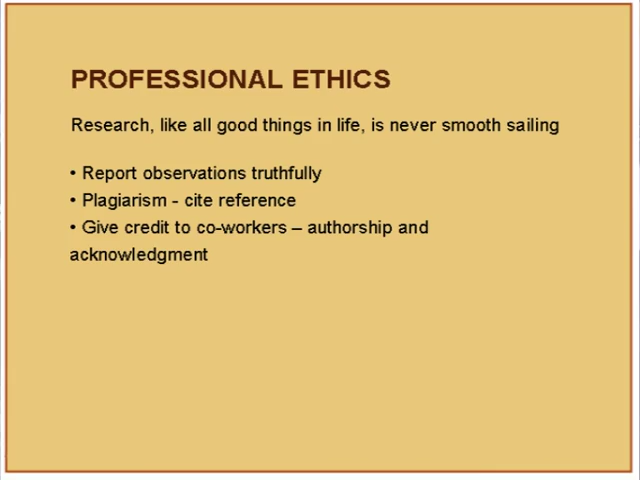 PROFESSIONAL ETHICS
Research, like all good things in life, is never smooth sailing
• Report observations truthfully
• Plagiarism - cite reference
• Give credit to co-workers – authorship and
acknowledgment